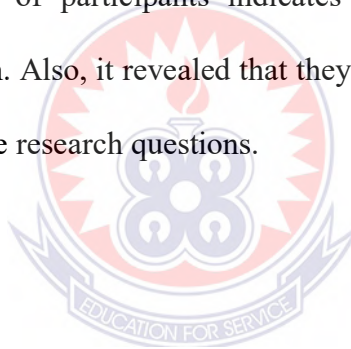 of participants indicates
. Also, it revealed that they
e research questions.
EDUCATION FOR SERVICE